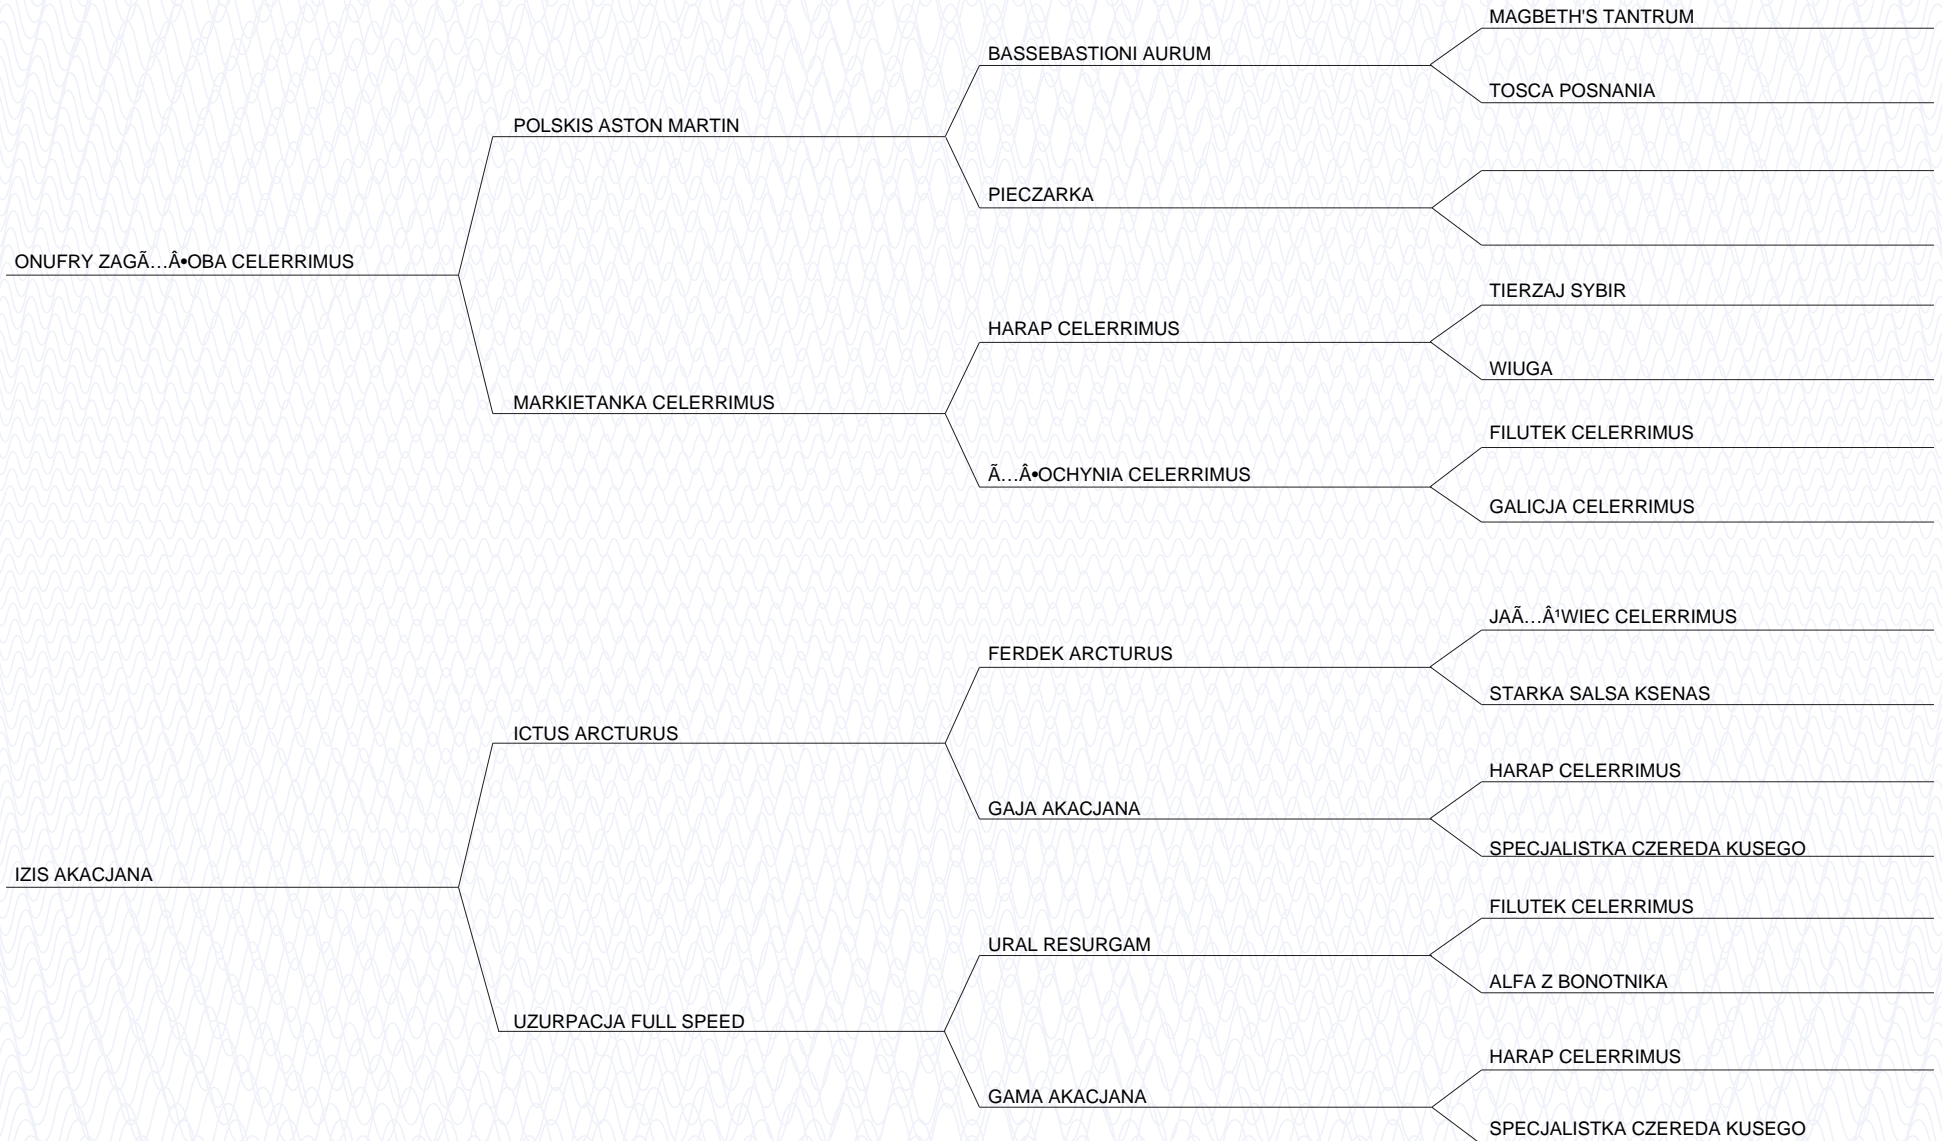 MAGBETH'S TANTRUM
BASSEBASTIONI AURUM
TOSCA POSNANIA
POLSKIS ASTON MARTIN
PIECZARKA
ONUFRY ZAGÃ…Â•OBA CELERRIMUS
TIERZAJ SYBIR
HARAP CELERRIMUS
WIUGA
MARKIETANKA CELERRIMUS
FILUTEK CELERRIMUS
Ã…Â•OCHYNIA CELERRIMUS
GALICJA CELERRIMUS
JAÃ…Â¹WIEC CELERRIMUS
FERDEK ARCTURUS
STARKA SALSA KSENAS
ICTUS ARCTURUS
HARAP CELERRIMUS
GAJA AKACJANA
SPECJALISTKA CZEREDA KUSEGO
IZIS AKACJANA
FILUTEK CELERRIMUS
URAL RESURGAM
ALFA Z BONOTNIKA
UZURPACJA FULL SPEED
HARAP CELERRIMUS
GAMA AKACJANA
SPECJALISTKA CZEREDA KUSEGO